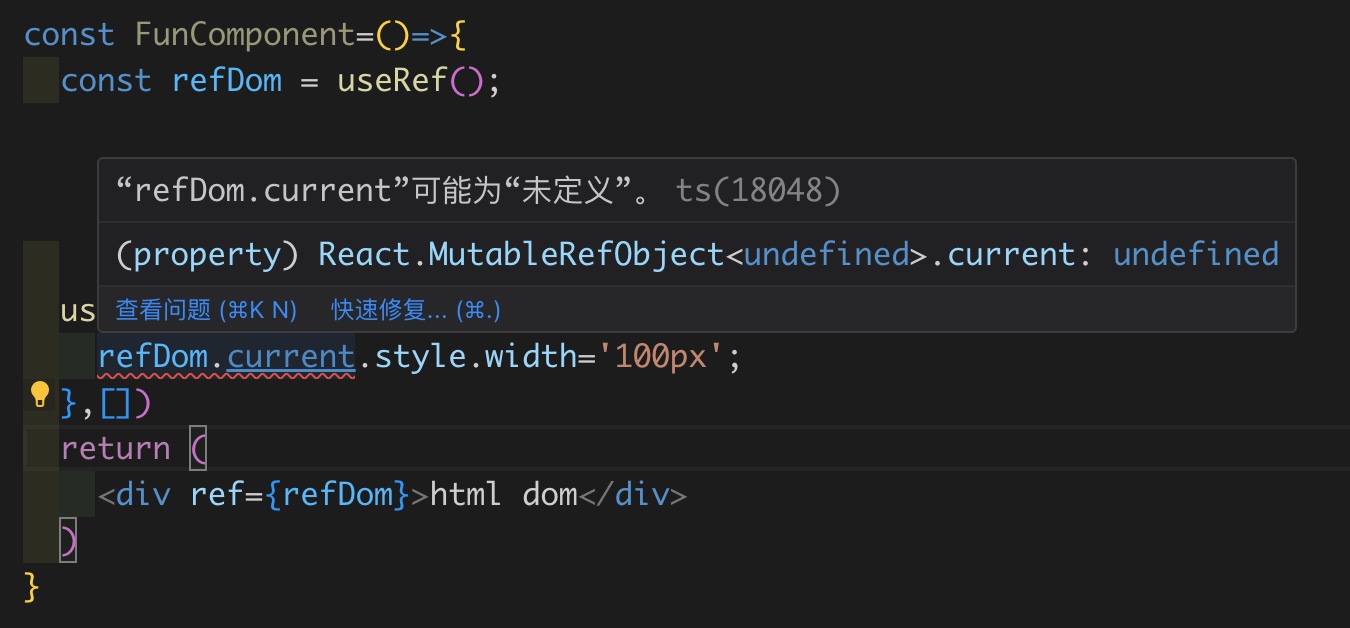 const FunComponent=()=>{
const refDom = useRef();
“refDom.current”可能为“未定义”。 ts(18048)
(property) React.MutableRefObject<undefined>.current: undefined
查看问题 (⌘K N) 快速修复... (⌘.)
us
refDom.current.style.width='100px';
},[])
return (
<div ref={refDom}>html dom</div>
)
}